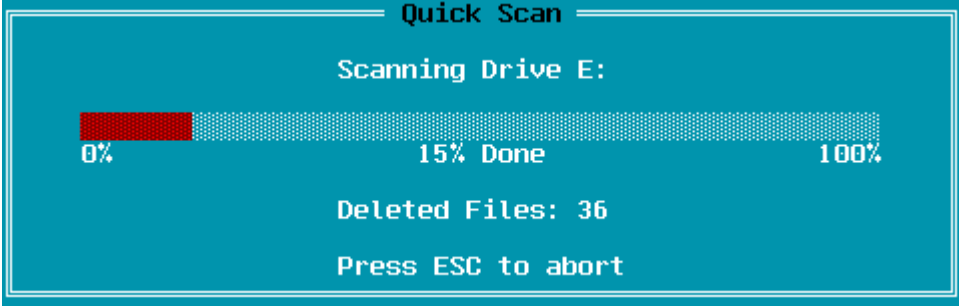 Quick Scan
Scanning Drive E:
0% 15% Done 100%
Deleted Files: 36
Press ESC to abort